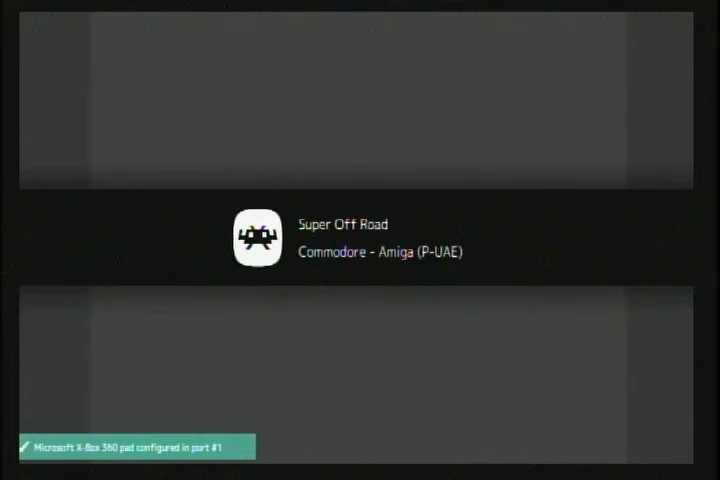 Super Off Road
Commodore - Amiga (P-UAE)
Microsoft X-Box 360 pad configured in port #1